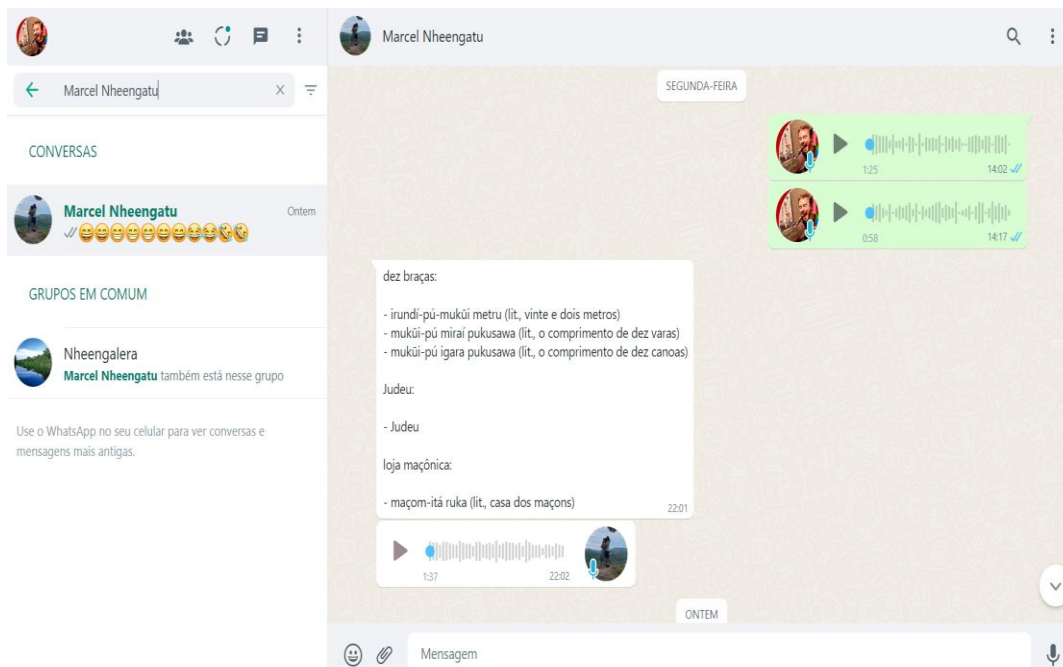 Marcel Nheengatu
CONVERSAS
Marcel Nheengatu
Ontem
GRUPOS EM COMUM
Nheengalera
Marcel Nheengatu também está nesse grupo
Use o WhatsApp no seu celular para ver conversas e
mensagens mais antigas.
Marcel Nheengatu
SEGUNDA-FEIRA
1:25 14:02
0:58 14:17
dez braças:
- irundí-pú-mukũi metru (lit., vinte e dois metros)
- mukũi-pú miraí pukusawa (lit., o comprimento de dez varas)
- mukũi-pú igara pukusawa (lit., o comprimento de dez canoas)
Judeu:
- Judeu
loja maçônica:
- maçom-itá ruka (lit., casa dos maçons)
22:01
1:37 22:02
ONTEM
Mensagem